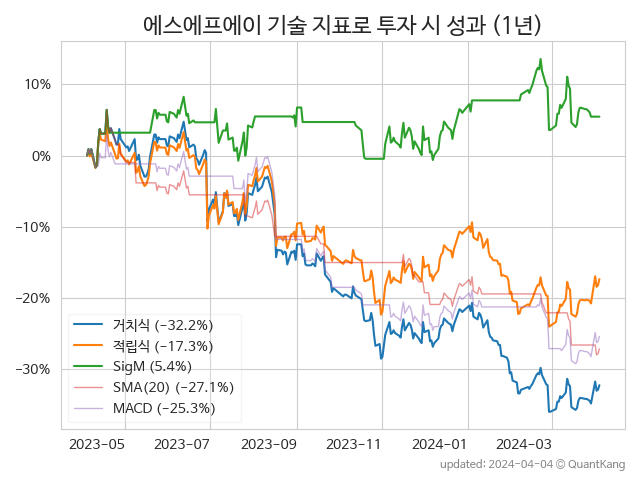 에스에프에이 기술 지표로 투자 시 성과 (1년)
10%
0%
−10%
−20%
−30%
거치식 (−32.2%)
적립식 (−17.3%)
SigM (5.4%)
SMA(20) (−27.1%)
MACD (−25.3%)
2023-05 2023-07 2023-09 2023-11 2024-01 2024-03
updated: 2024-04-04 © QuantKang